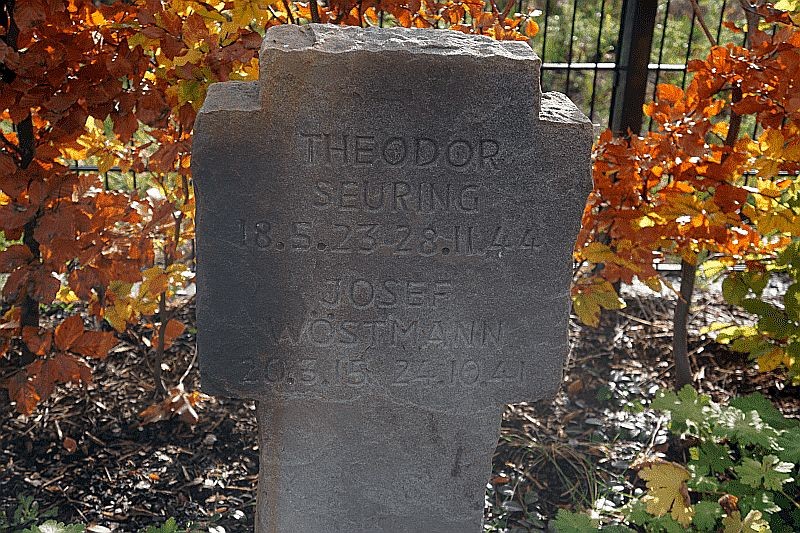 THEODOR
SEURING
18.5.23-28.11.44
JOSEF
WÖSTMANN
20.3.15-24.10.41